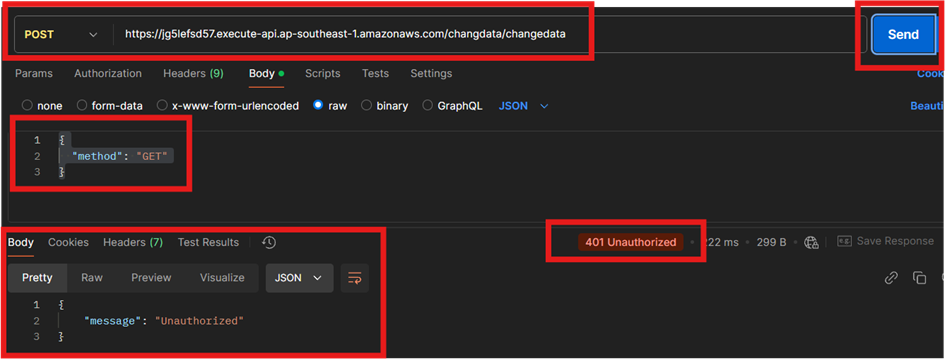 POST https://jg5lefsd57.execute-api.ap-southeast-1.amazonaws.com/changdata/changedata Send
Params Authorization Headers (9) Body Scripts Tests Settings Cook
none form-data x-www-form-urlencoded raw binary GraphQL JSON Beauti
1 {
2 "method": "GET"
3 }
Body Cookies Headers (7) Test Results 401 Unauthorized 222 ms 299 B Save Response
Pretty Raw Preview Visualize JSON
1 {
2 "message": "Unauthorized"
3 }